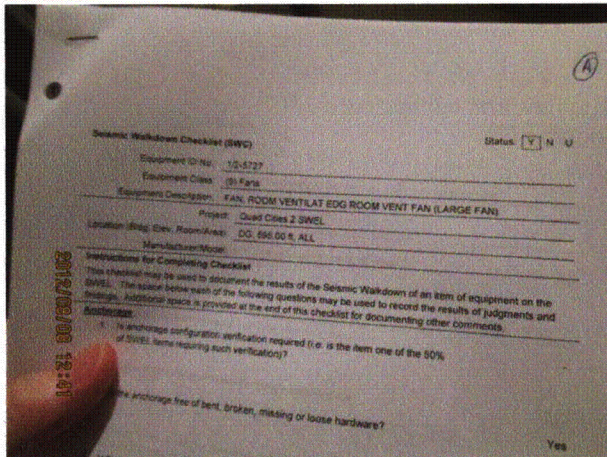 A
Seismic Walkdown Checklist (SWC)
Status: Y N U
Equipment ID No. 1/2-5727
Equipment Class (9) Fans
Equipment Description FAN, ROOM VENTILAT EDG ROOM VENT FAN (LARGE FAN)
Project: Quad Cities 2 SWEL
Location (Bldg, Elev, Room/Area): DG, 595.00 ft, ALL
Manufacturer/Model:
Instructions for Completing Checklist
This checklist may be used to document the results of the Seismic Walkdown of an item of equipment on the
SWEL. The space below each of the following questions may be used to record the results of judgments and
findings. Additional space is provided at the end of this checklist for documenting other comments.
Anchorage
1. Is anchorage configuration verification required (i.e. is the item one of the 50%
of SWEL items requiring such verification)?
the anchorage free of bent, broken, missing or loose hardware?
Yes